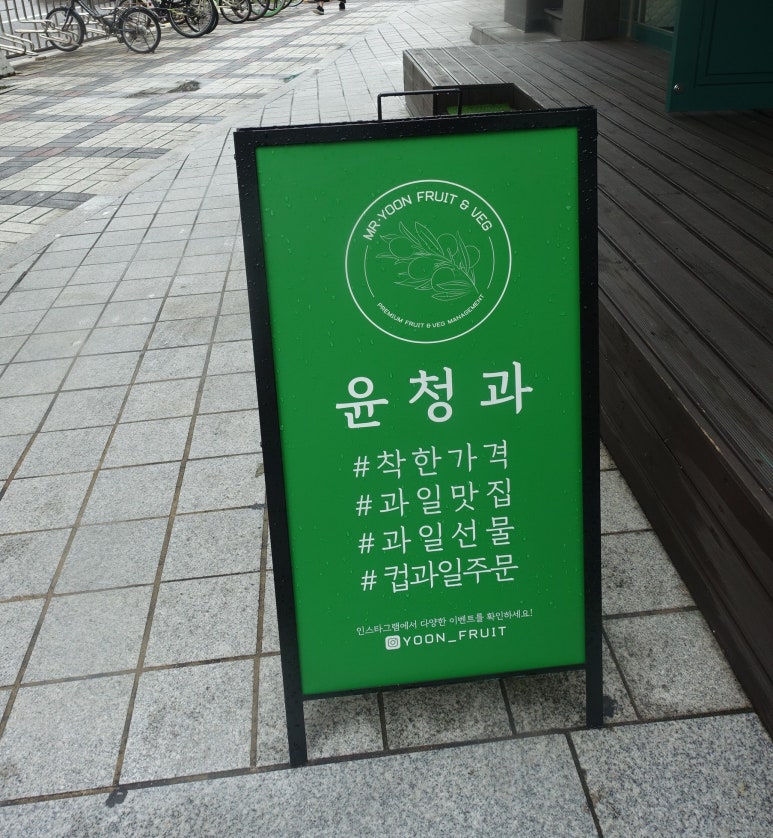 MR·YOON FRUIT & VEG
PREMIUM FRUIT & VEG MANAGEMENT
윤청과
#착한가격
#과일맛집
#과일선물
#컵과일주문
인스타그램에서 다양한 이벤트를 확인하세요!
YOON_FRUIT